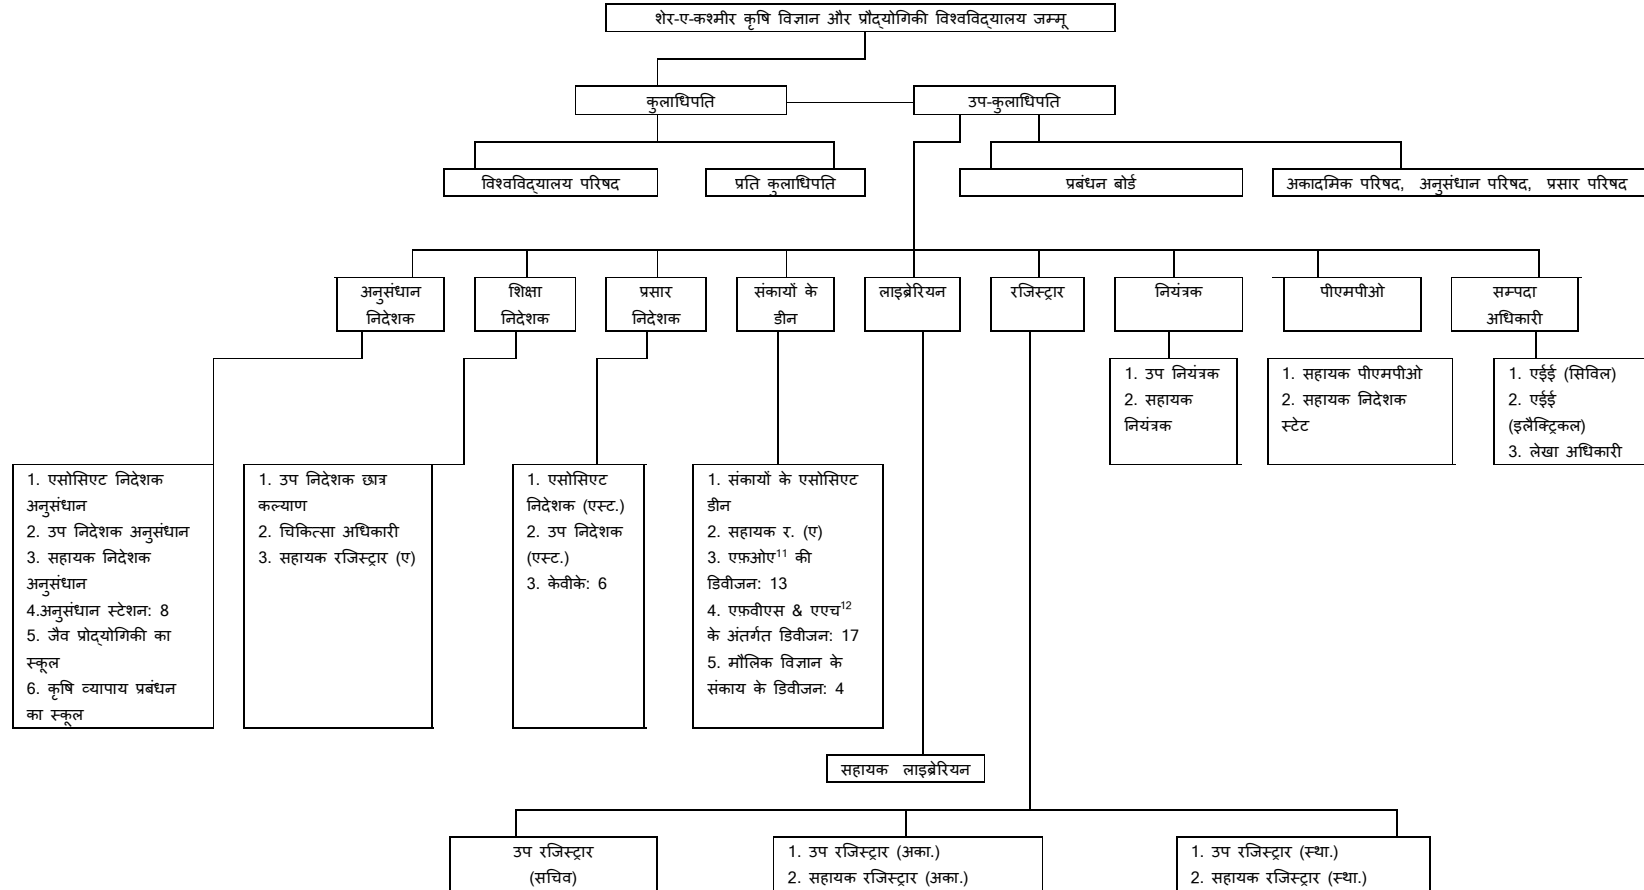 शेर-ए-कश्मीर कृषि विज्ञान और प्रौद्योगिकी विश्वविद्यालय जम्मू
कुलाधिपति
उप-कुलाधिपति
विश्वविद्यालय परिषद
प्रति कुलाधिपति
प्रबंधन बोर्ड
अकादमिक परिषद, अनुसंधान परिषद, प्रसार परिषद
अनुसंधान
निदेशक
शिक्षा
निदेशक
प्रसार
निदेशक
संकायों के
डीन
लाइब्रेरियन
रजिस्ट्रार
नियंत्रक
पीएमपीओ
सम्पदा
अधिकारी
1. उप नियंत्रक
2. सहायक
नियंत्रक
1. सहायक पीएमपीओ
2. सहायक निदेशक
स्टेट
1. एईई (सिविल)
2. एईई
(इलैक्ट्रिकल)
3. लेखा अधिकारी
1. एसोसिएट निदेशक
अनुसंधान
2. उप निदेशक अनुसंधान
3. सहायक निदेशक
अनुसंधान
4.अनुसंधान स्टेशन: 8
5. जैव प्रोद्योगिकी का
स्कूल
6. कृषि व्यापाय प्रबंधन
का स्कूल
1. उप निदेशक छात्र
कल्याण
2. चिकित्सा अधिकारी
3. सहायक रजिस्ट्रार (ए)
1. एसोसिएट
निदेशक (एस्ट.)
2. उप निदेशक
(एस्ट.)
3. केवीके: 6
1. संकायों के एसोसिएट
डीन
2. सहायक र. (ए)
3. एफ़ओए¹¹ की
डिवीजन: 13
4. एफ़वीएस & एएच¹²
के अंतर्गत डिवीजन: 17
5. मौलिक विज्ञान के
संकाय के डिवीजन: 4
सहायक लाइब्रेरियन
उप रजिस्ट्रार
(सचिव)
1. उप रजिस्ट्रार (अका.)
2. सहायक रजिस्ट्रार (अका.)
1. उप रजिस्ट्रार (स्था.)
2. सहायक रजिस्ट्रार (स्था.)